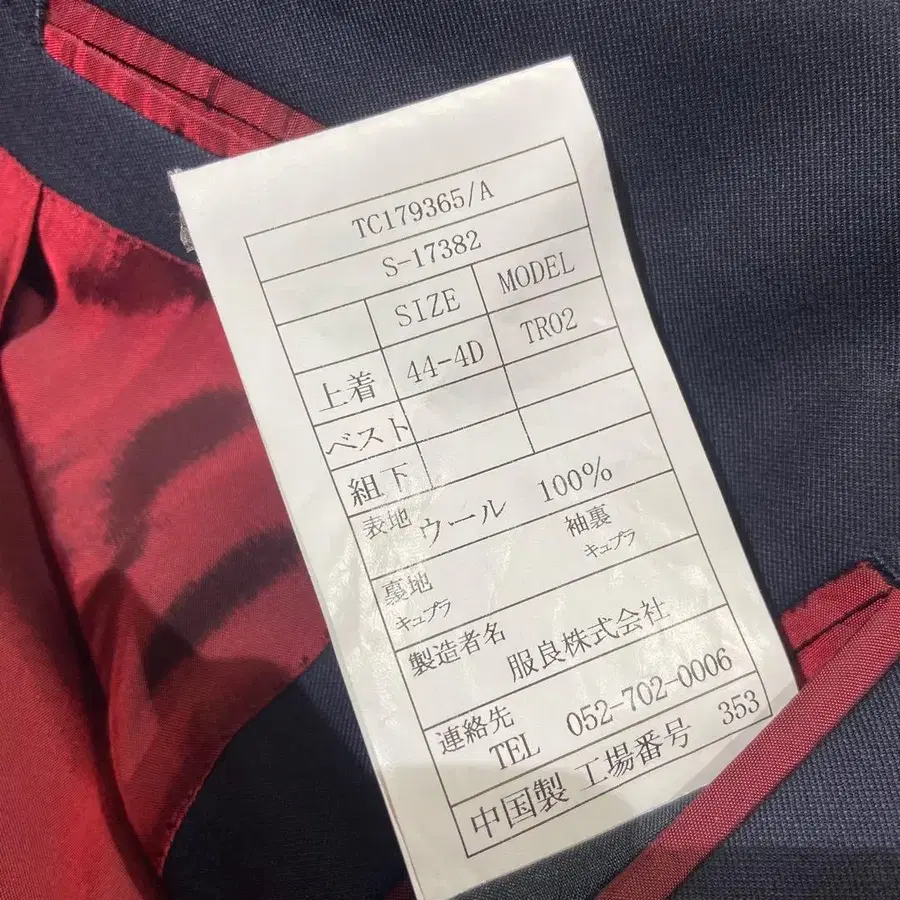 TC179365/A
S-17382
SIZE MODEL
上着 44-4D TR02
ベスト
組下
表地 ウール 100%
袖裏
キュプラ
裏地
キュプラ
製造者名
服良株式会社
連絡先
TEL 052-702-0006
中国製 工場番号 353